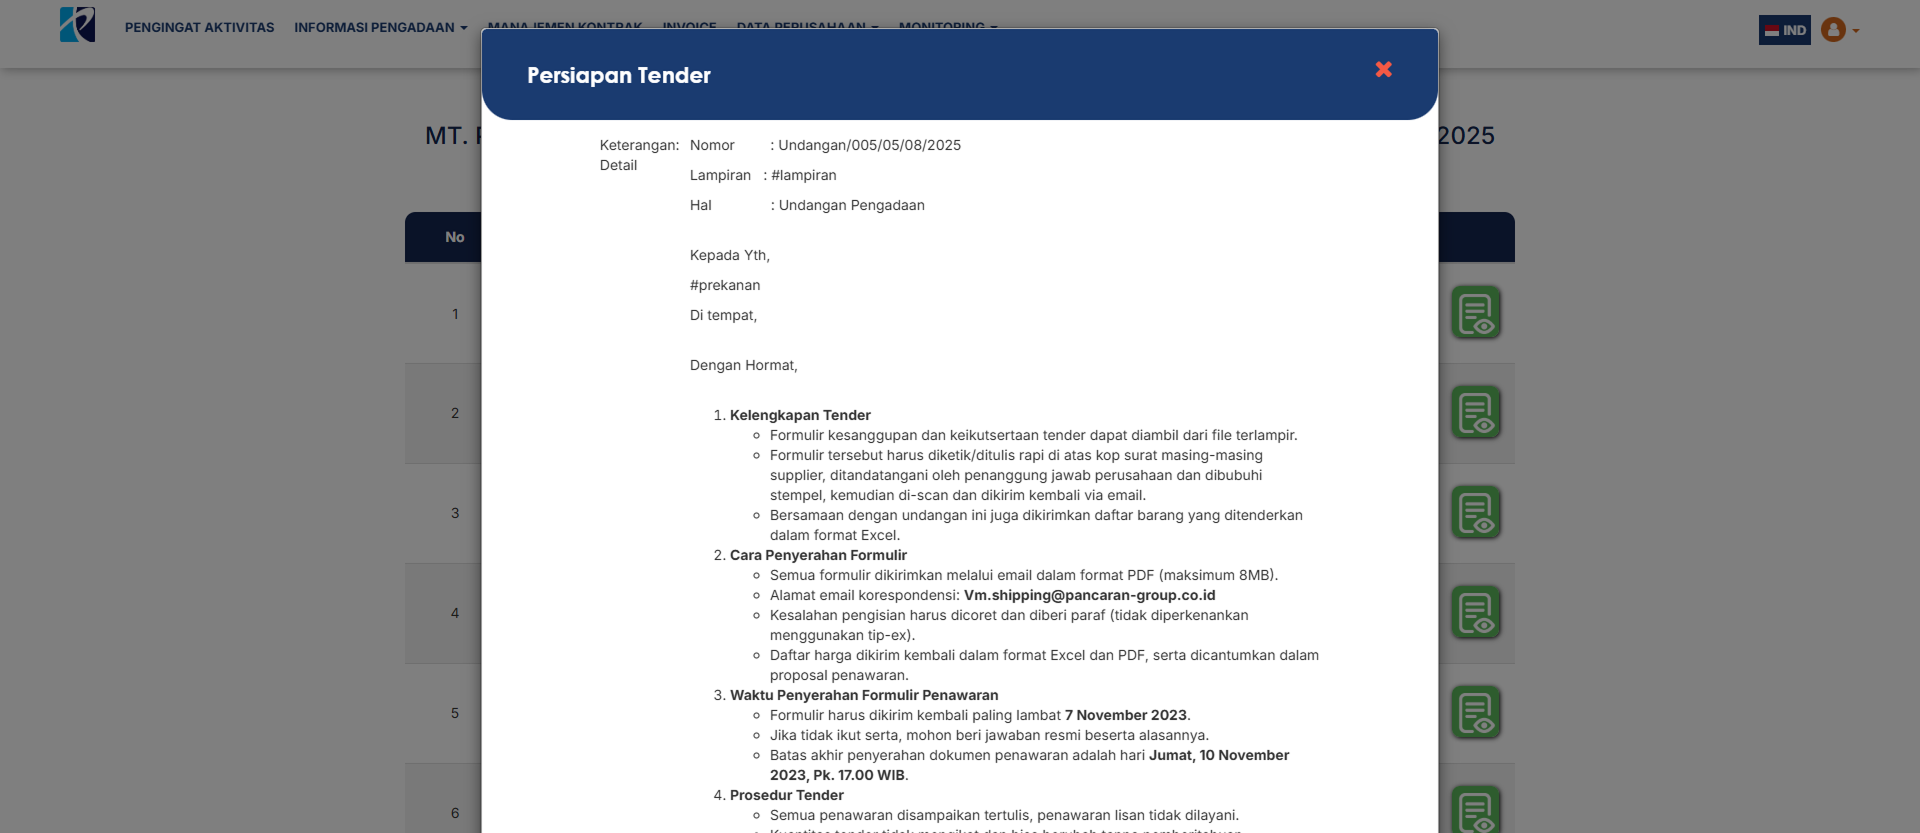 PENGINGAT AKTIVITAS INFORMASI PENGADAAN MANAJEMEN KONTRAK INVOICE DATA PERUSAHAAN MONITORING IND
Persiapan Tender
MT. 2025
No
Keterangan: Nomor : Undangan/005/05/08/2025
Detail
Lampiran : #lampiran
Hal : Undangan Pengadaan
Kepada Yth,
#prekanan
1 Di tempat,
Dengan Hormat,
2 1. Kelengkapan Tender
Formulir kesanggupan dan keikutsertaan tender dapat diambil dari file terlampir.
Formulir tersebut harus diketik/ditulis rapi di atas kop surat masing-masing
supplier, ditandatangani oleh penanggung jawab perusahaan dan dibubuhi
stempel, kemudian di-scan dan dikirim kembali via email.
3 Bersamaan dengan undangan ini juga dikirimkan daftar barang yang ditenderkan
dalam format Excel.
2. Cara Penyerahan Formulir
Semua formulir dikirimkan melalui email dalam format PDF (maksimum 8MB).
Alamat email korespondensi: Vm.shipping@pancaran-group.co.id
4 Kesalahan pengisian harus dicoret dan diberi paraf (tidak diperkenankan
menggunakan tip-ex).
Daftar harga dikirim kembali dalam format Excel dan PDF, serta dicantumkan dalam
proposal penawaran.
3. Waktu Penyerahan Formulir Penawaran
5 Formulir harus dikirim kembali paling lambat 7 November 2023.
Jika tidak ikut serta, mohon beri jawaban resmi beserta alasannya.
Batas akhir penyerahan dokumen penawaran adalah hari Jumat, 10 November
2023, Pk. 17.00 WIB.
4. Prosedur Tender
6 Semua penawaran disampaikan tertulis, penawaran lisan tidak dilayani.